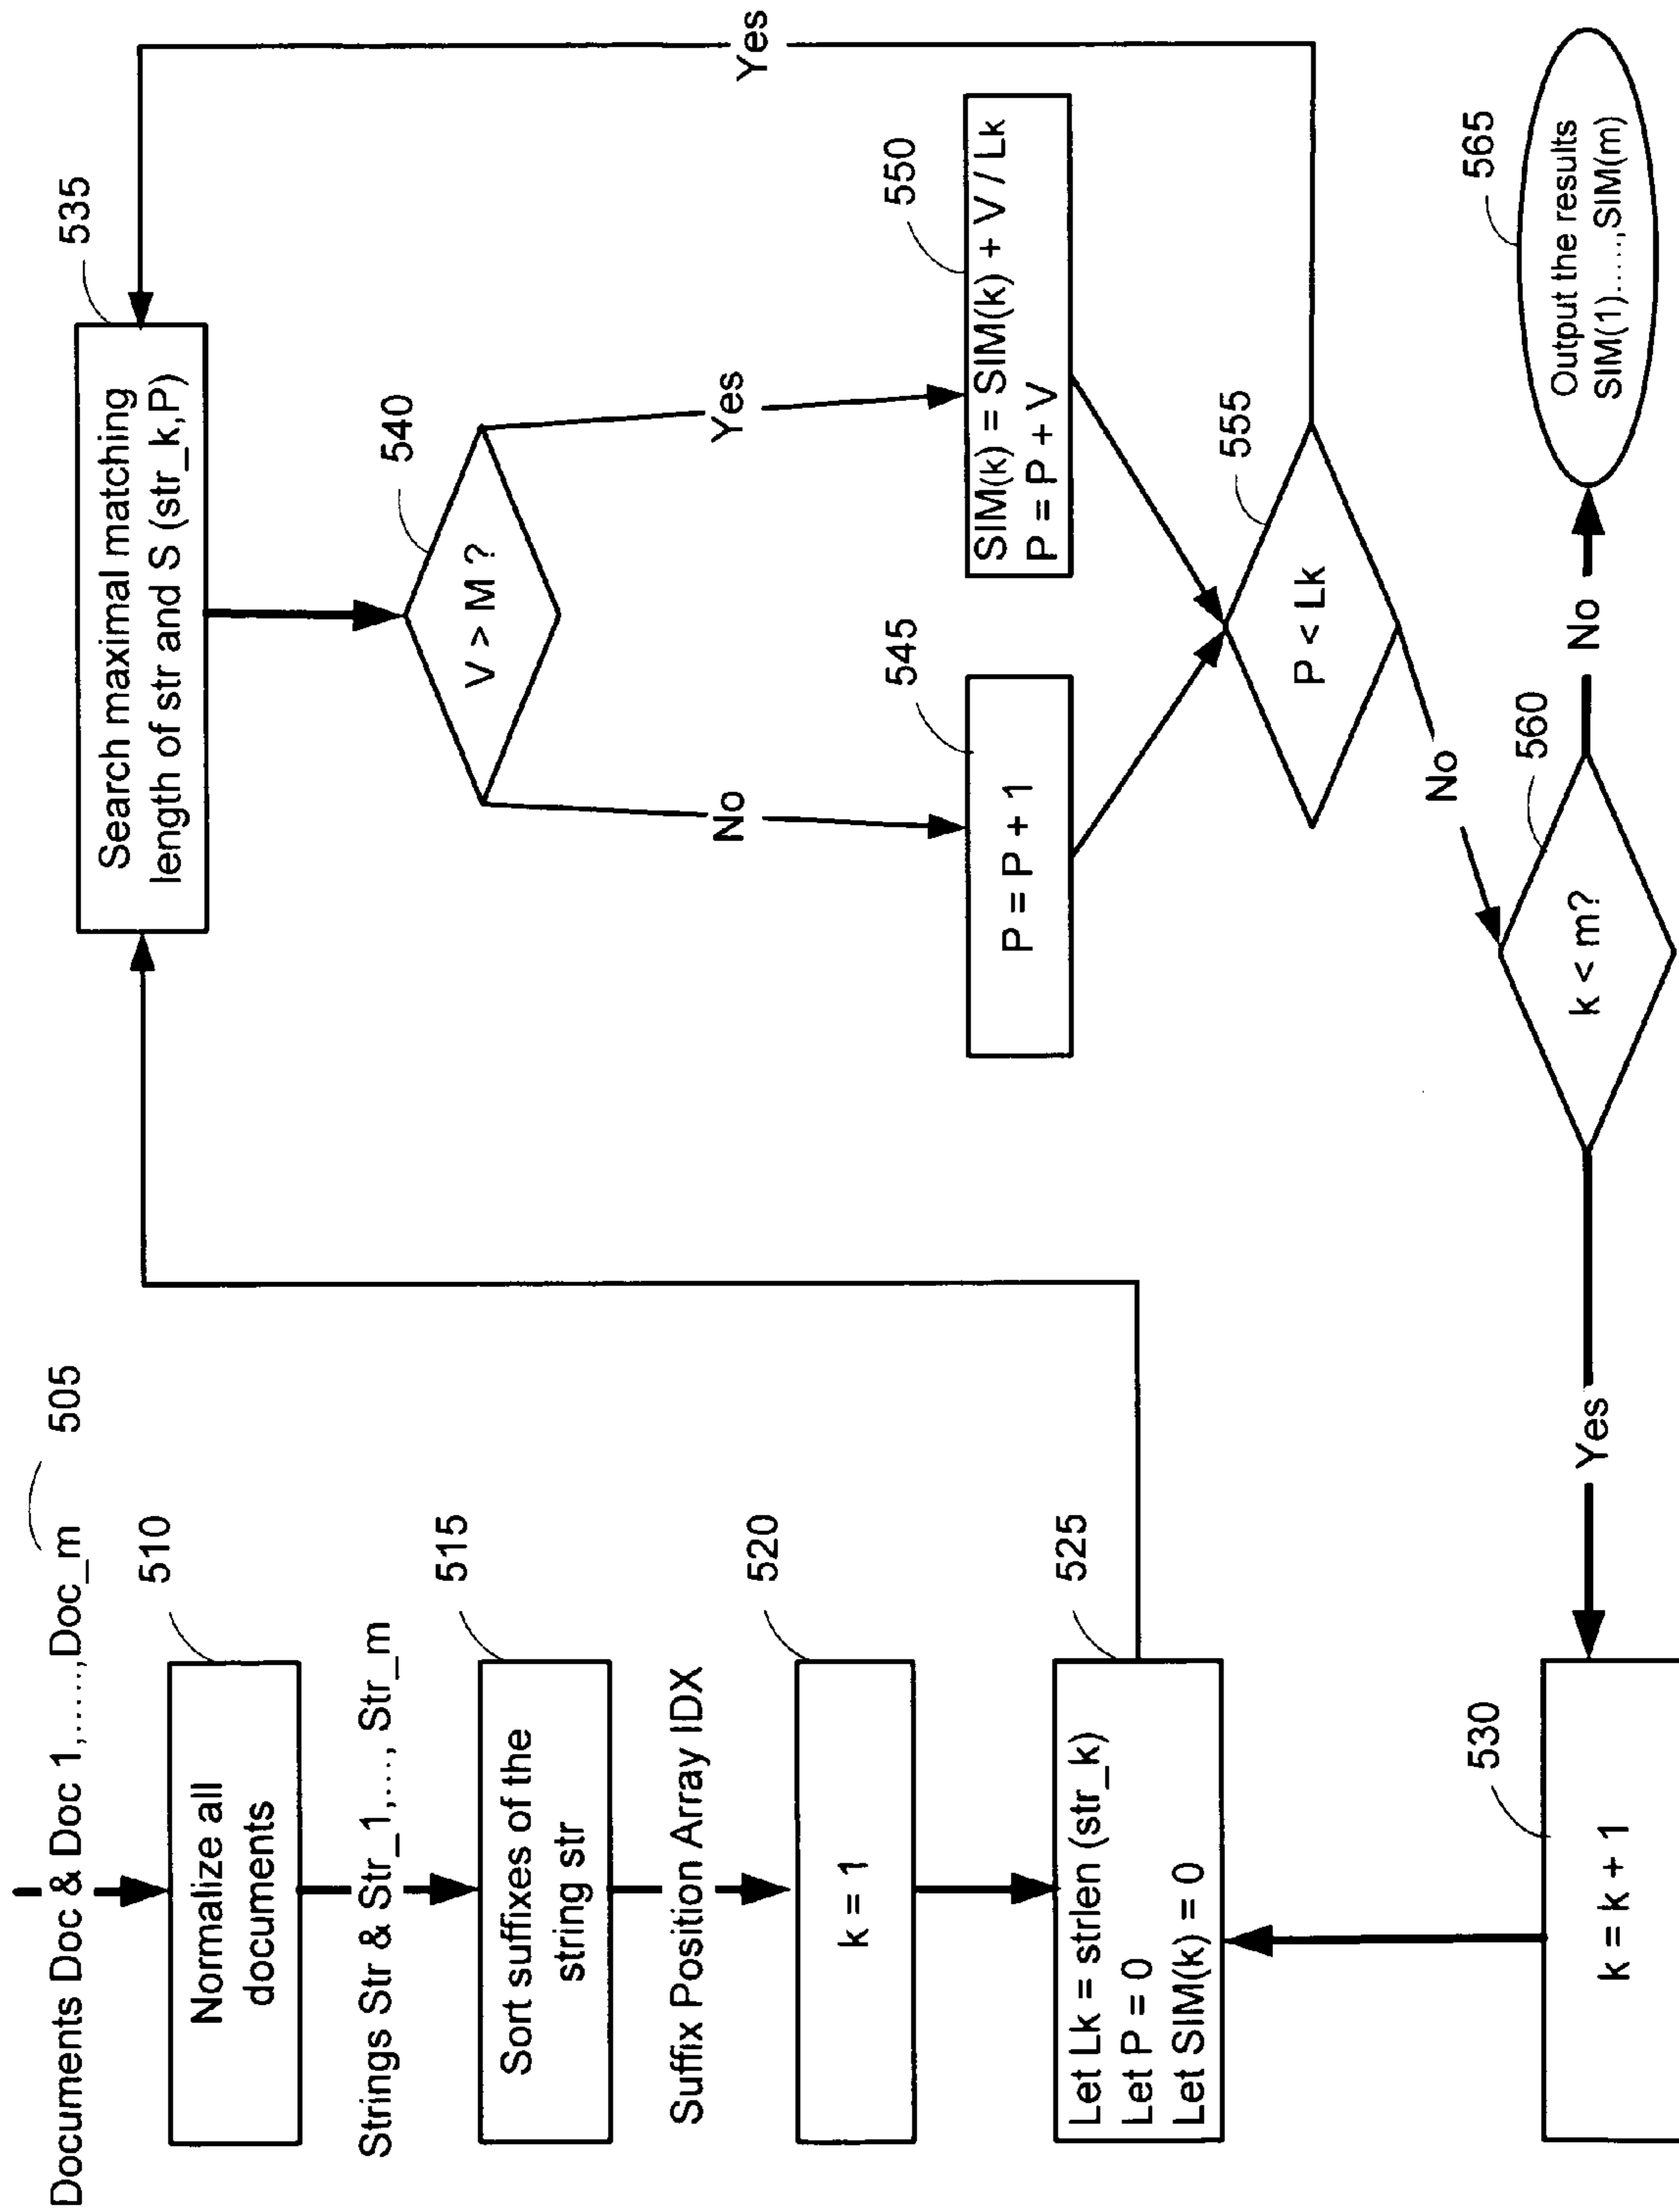 Documents Doc & Doc 1,.....,Doc_m
505
510
Normalize all
documents
Strings Str & Str_1,..., Str_m
515
Sort suffixes of the
string str
Suffix Position Array IDX
520
k = 1
525
Let Lk = strlen (str_k)
Let P = 0
Let SIM(k) = 0
530
k = k + 1
535
Search maximal matching
length of str and S (str_k,P)
540
V > M ?
No
Yes
545
P = P + 1
550
SIM(k) = SIM(k) + V / Lk
P = P + V
555
P < Lk
Yes
No
560
k < m?
Yes
No
565
Output the results
SIM(1).....,SIM(m)